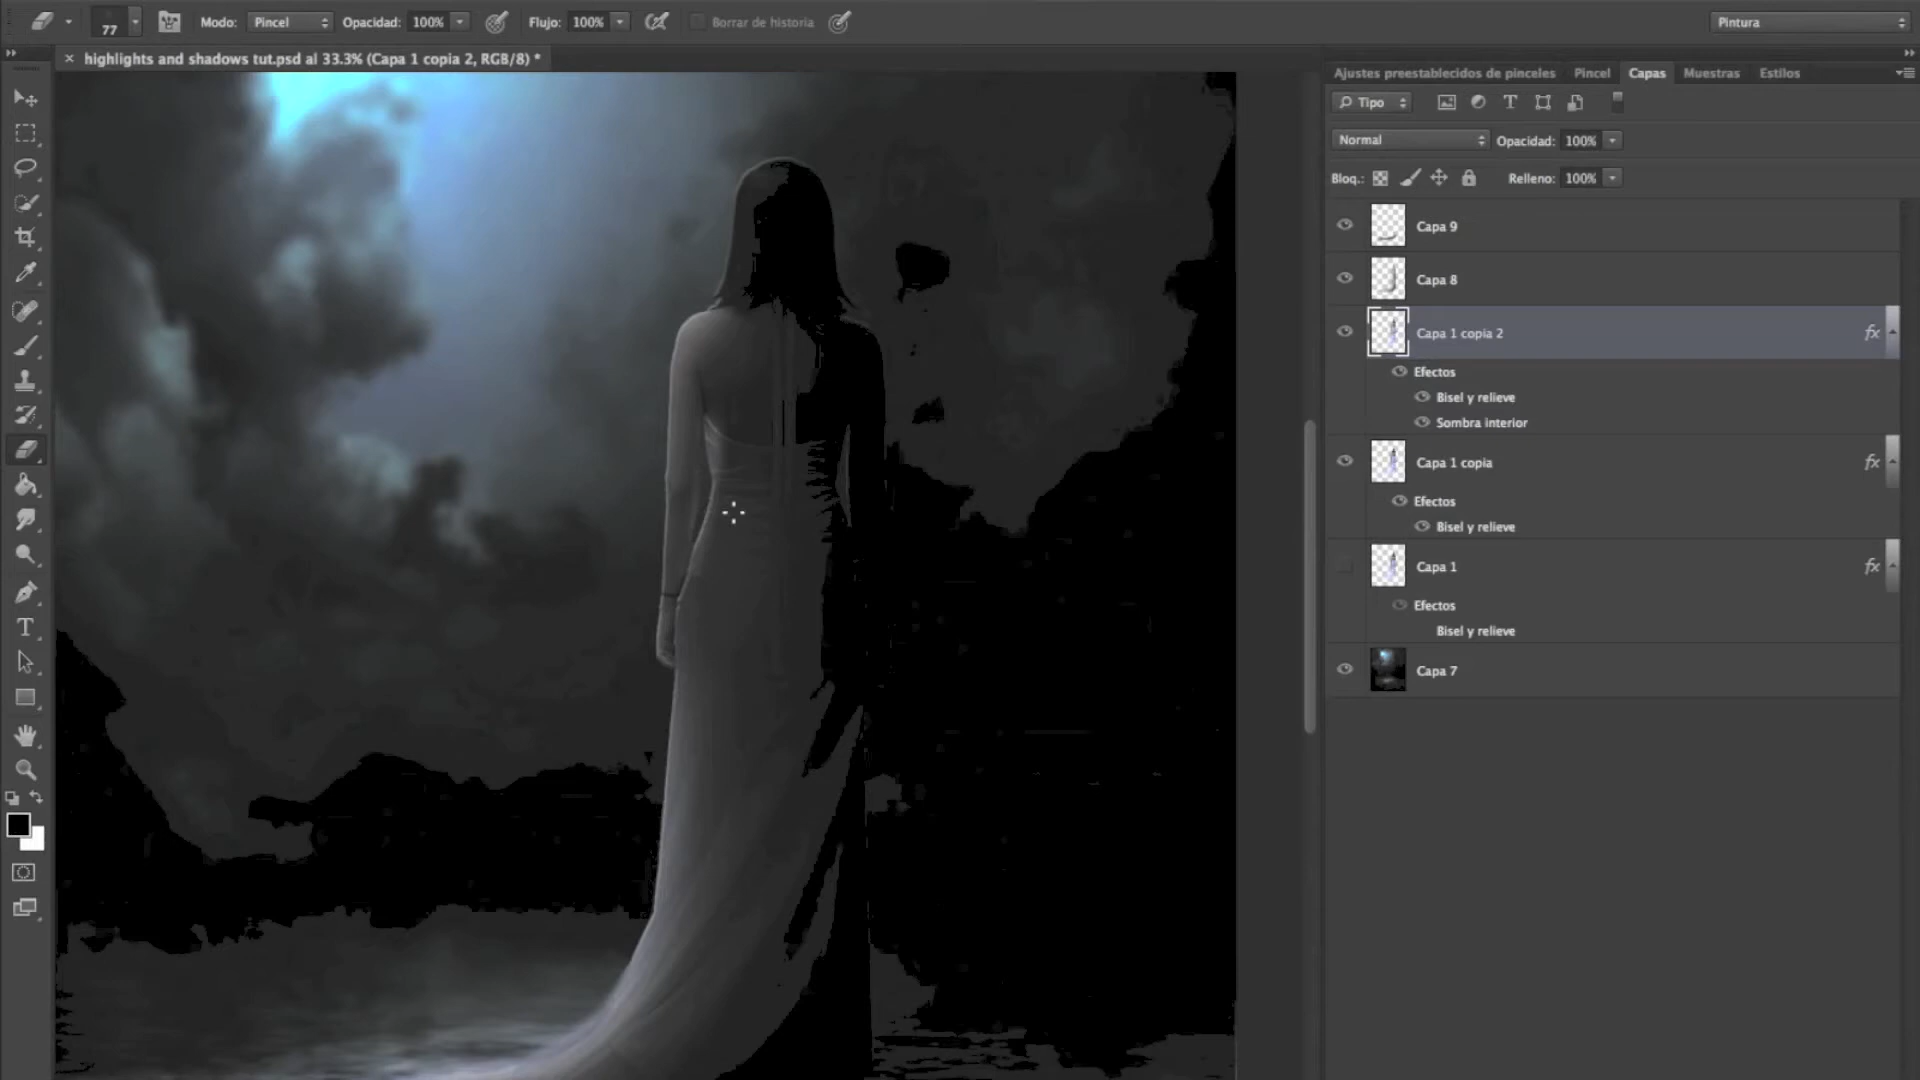 77 Modo: Pincel Opacidad: 100% Flujo: 100% Borrar de historia Pintura
highlights and shadows tut.psd al 33.3% (Capa 1 copia 2, RGB/8) *
Ajustes preestablecidos de pinceles Pincel Capas Muestras Estilos
Tipo
Normal Opacidad: 100%
Bloq.: Relleno: 100%
Capa 9
Capa 8
Capa 1 copia 2 fx
Efectos
Bisel y relieve
Sombra interior
Capa 1 copia fx
Efectos
Bisel y relieve
Capa 1 fx
Efectos
Bisel y relieve
Capa 7